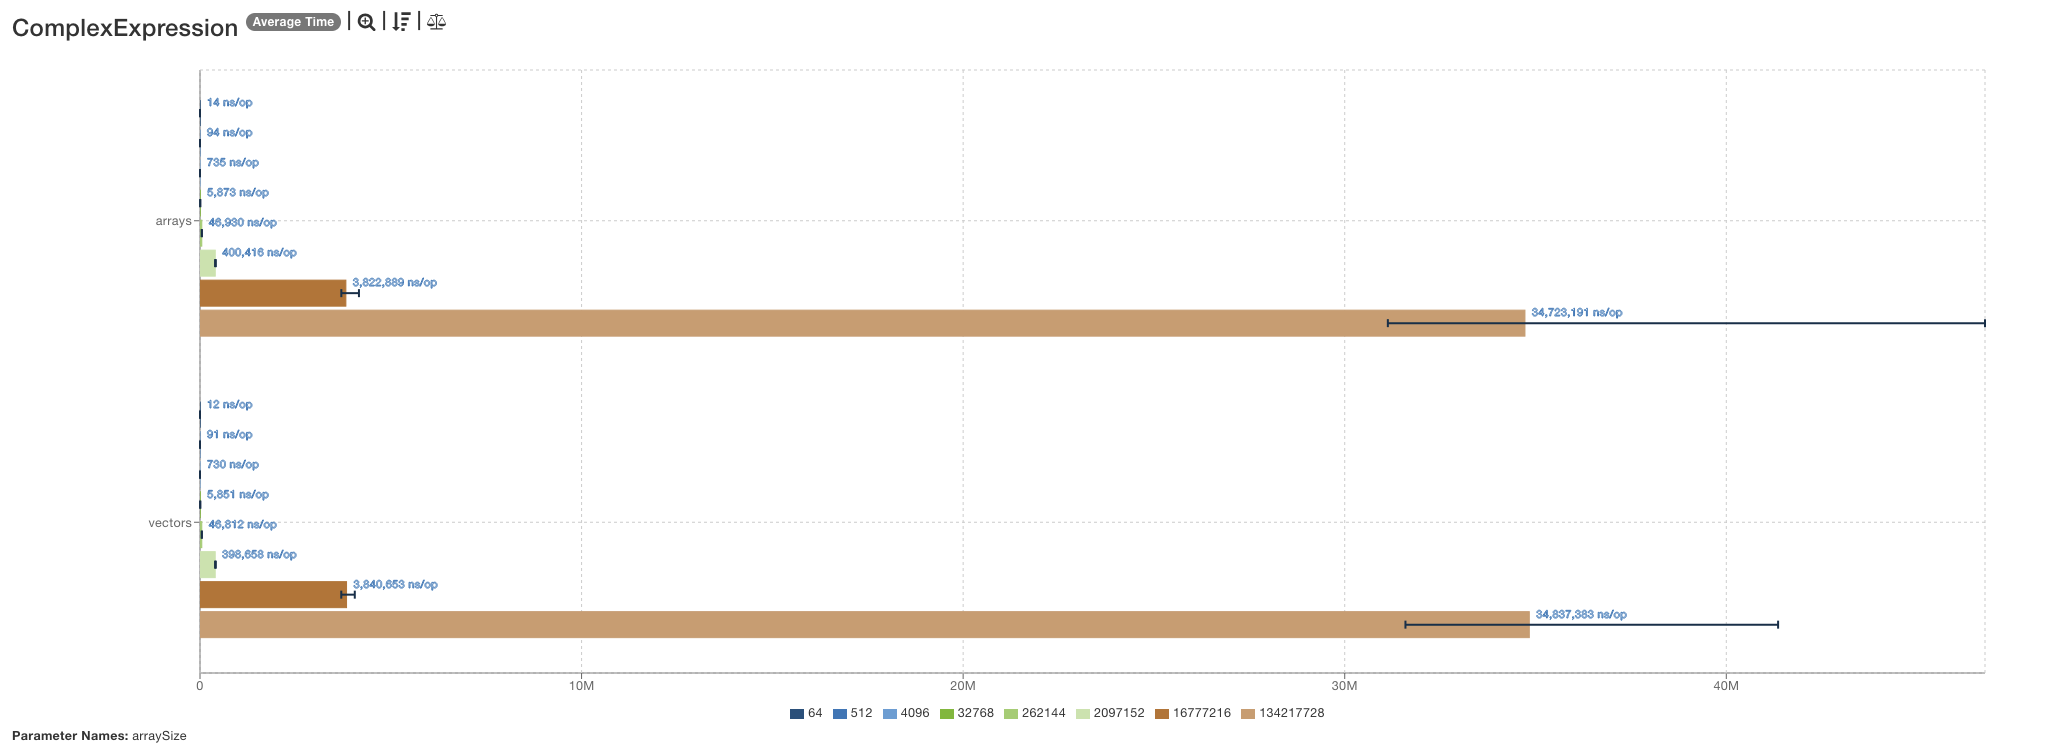 ComplexExpression Average Time
14 ns/op
94 ns/op
735 ns/op
5,873 ns/op
arrays
46,930 ns/op
400,416 ns/op
3,822,889 ns/op
34,723,191 ns/op
12 ns/op
91 ns/op
730 ns/op
5,851 ns/op
vectors
46,812 ns/op
398,658 ns/op
3,840,653 ns/op
34,837,383 ns/op
0 10M 20M 30M 40M
64 512 4096 32768 262144 2097152 16777216 134217728
Parameter Names: arraySize